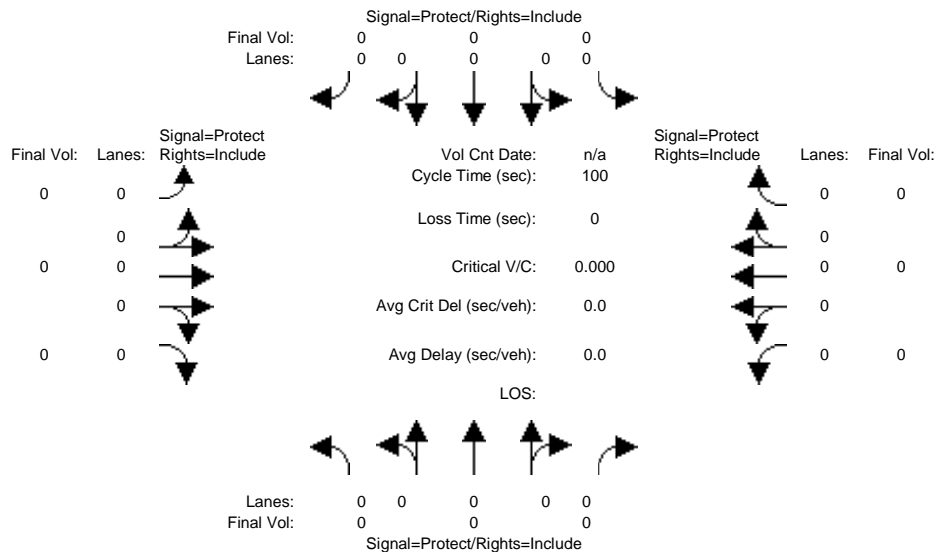 Signal=Protect/Rights=Include
Final Vol: 0 0 0
Lanes: 0 0 0 0 0
Signal=Protect Signal=Protect
Final Vol: Lanes: Rights=Include Vol Cnt Date: n/a Rights=Include Lanes: Final Vol:
Cycle Time (sec): 100
0 0 0 0
Loss Time (sec): 0
0 0
0 0 Critical V/C: 0.000 0 0
0 Avg Crit Del (sec/veh): 0.0 0
0 0 Avg Delay (sec/veh): 0.0 0 0
LOS:
Lanes: 0 0 0 0 0
Final Vol: 0 0 0
Signal=Protect/Rights=Include